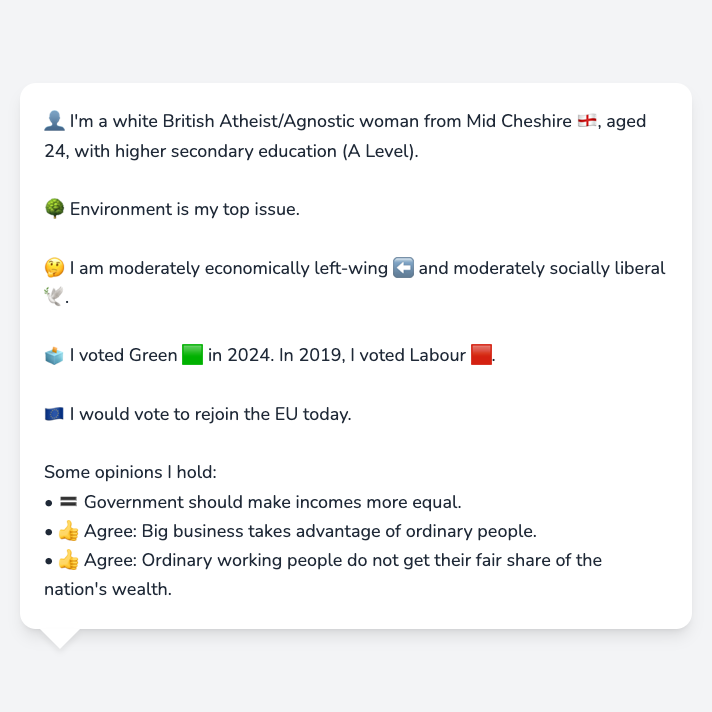 👤 I'm a white British Atheist/Agnostic woman from Mid Cheshire 🏴󠁧󠁢󠁥󠁮󠁧󠁿, aged
24, with higher secondary education (A Level).
🌳 Environment is my top issue.
🤔 I am moderately economically left-wing ⬅️ and moderately socially liberal
🕊️.
🗳️ I voted Green 🟩 in 2024. In 2019, I voted Labour 🟥.
🇪🇺 I would vote to rejoin the EU today.
Some opinions I hold:
• 🟰 Government should make incomes more equal.
• 👍 Agree: Big business takes advantage of ordinary people.
• 👍 Agree: Ordinary working people do not get their fair share of the
nation's wealth.